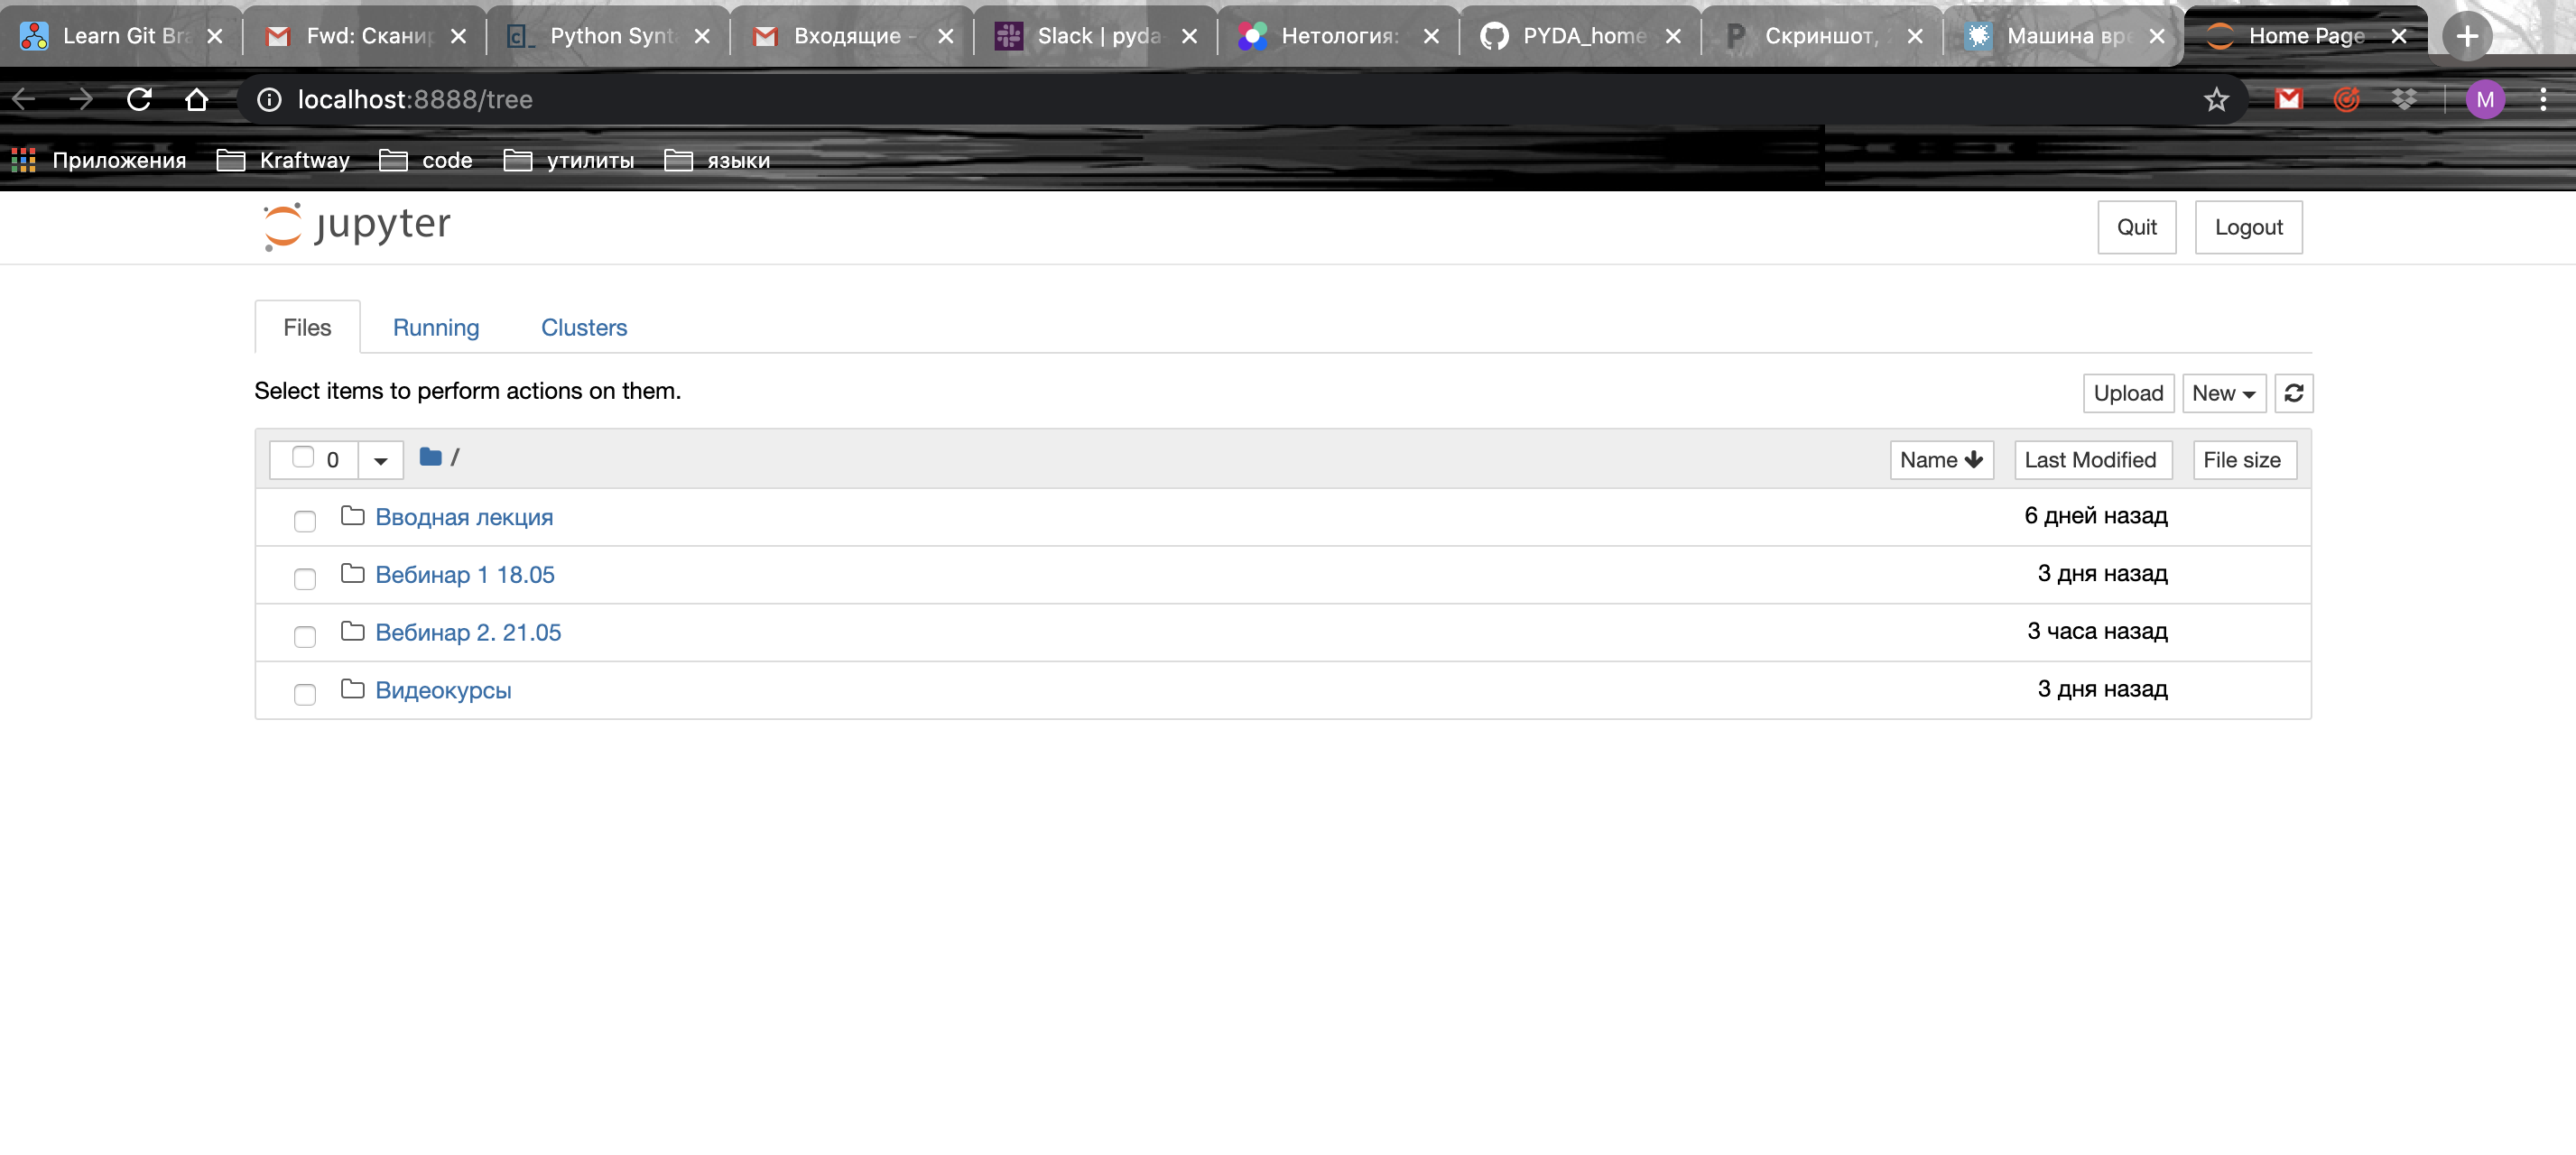 Learn Git Bra Fwd: Сканир Python Synta Входящие - Slack | pyda- Нетология: PYDA_home Скриншот, Машина вре Home Page
localhost:8888/tree M
Приложения Kraftway code утилиты языки
jupyter Quit Logout
Files Running Clusters
Select items to perform actions on them. Upload New
0 / Name Last Modified File size
Вводная лекция 6 дней назад
Вебинар 1 18.05 3 дня назад
Вебинар 2. 21.05 3 часа назад
Видеокурсы 3 дня назад